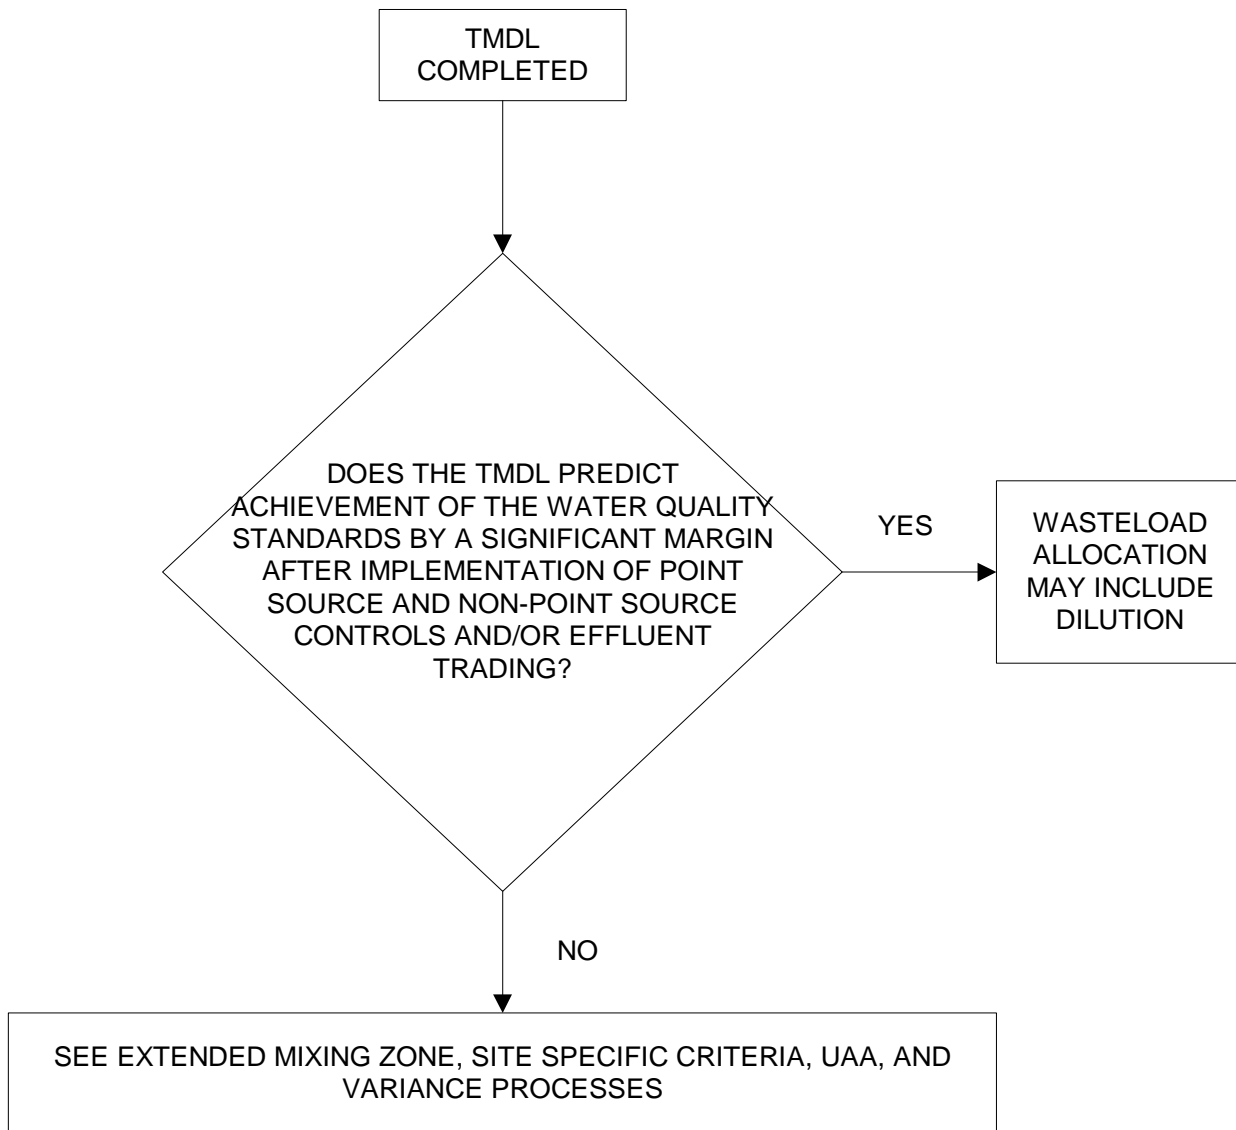 TMDL
COMPLETED
DOES THE TMDL PREDICT
ACHIEVEMENT OF THE WATER QUALITY
STANDARDS BY A SIGNIFICANT MARGIN
AFTER IMPLEMENTATION OF POINT
SOURCE AND NON-POINT SOURCE
CONTROLS AND/OR EFFLUENT
TRADING?
YES
WASTELOAD
ALLOCATION
MAY INCLUDE
DILUTION
NO
SEE EXTENDED MIXING ZONE, SITE SPECIFIC CRITERIA, UAA, AND
VARIANCE PROCESSES